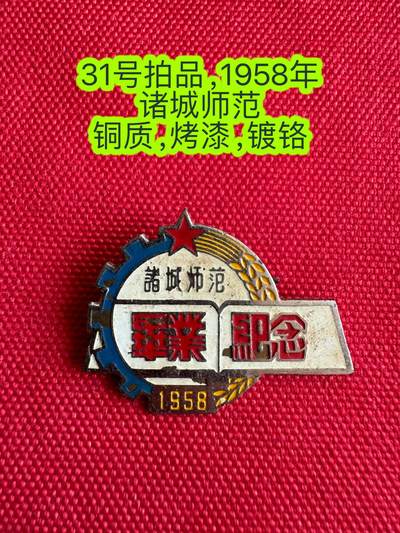 31号拍品,1958年
诸城师范
铜质,烤漆,镀铬
諸城师范
畢業 紀念
1958